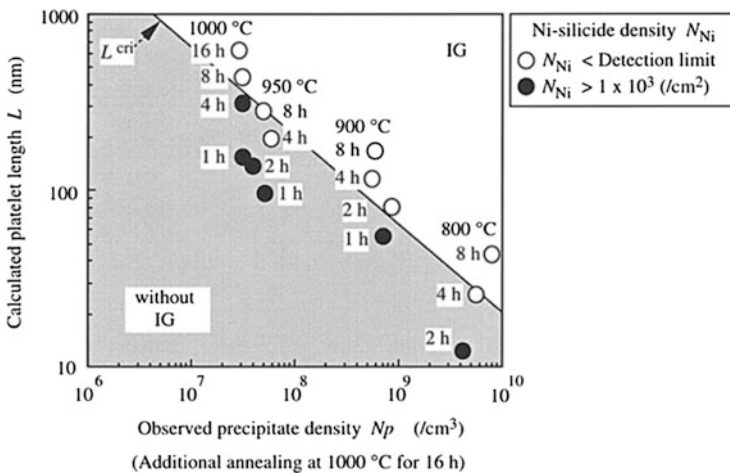 1000
100
10
Calculated platelet length L (nm)
L^cri
1000 °C
16 h
8 h
4 h
1 h
950 °C
8 h
4 h
2 h
1 h
900 °C
8 h
4 h
2 h
1 h
800 °C
8 h
4 h
2 h
IG
without
IG
10^6 10^7 10^8 10^9 10^10
Observed precipitate density Np (/cm^3)
(Additional annealing at 1000 °C for 16 h)
Ni-silicide density N_Ni
N_Ni < Detection limit
N_Ni > 1 x 10^3 (/cm^2)